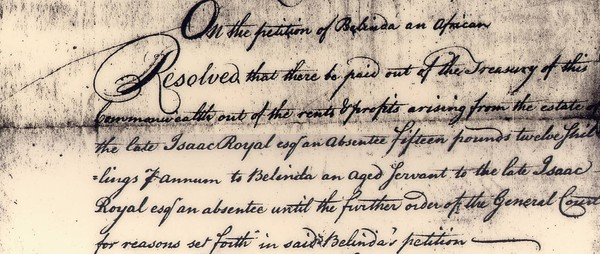 On the petition of Belinda an African
Resolved that there be paid out of the Treasury of this
Commonwealth out of the rents & profits arising from the estate of
the late Isaac Royal esqr an Absentee fifteen pounds twelve Shil
=lings ⅌ annum to Belinda an Aged Servant to the late Isaac
Royal esqr an absentee until the further order of the General Court
for reasons set forth in said Belinda's petition